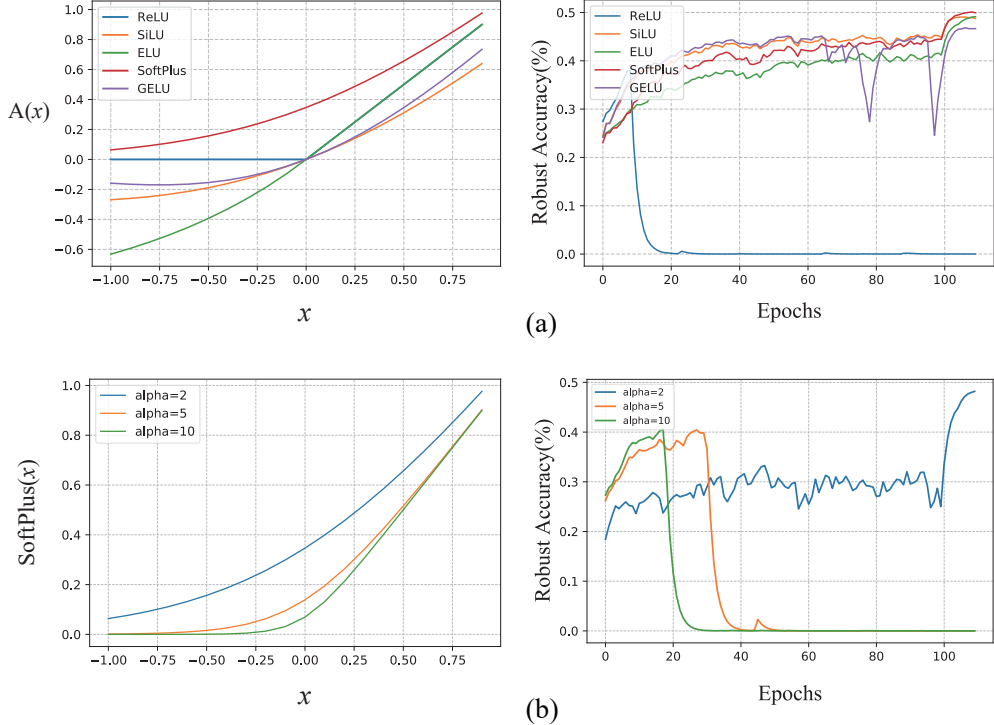 ReLU
SiLU
ELU
SoftPlus
GELU
A(x)
1.0
0.8
0.6
0.4
0.2
0.0
−0.2
−0.4
−0.6
−1.00
−0.75
−0.50
−0.25
0.00
0.25
0.50
0.75
x
ReLU
SiLU
ELU
SoftPlus
GELU
Robust Accuracy(%)
0.5
0.4
0.3
0.2
0.1
0.0
0
20
40
60
80
100
Epochs
(a)
alpha=2
alpha=5
alpha=10
SoftPlus(x)
1.0
0.8
0.6
0.4
0.2
0.0
−1.00
−0.75
−0.50
−0.25
0.00
0.25
0.50
0.75
x
alpha=2
alpha=5
alpha=10
Robust Accuracy(%)
0.5
0.4
0.3
0.2
0.1
0.0
0
20
40
60
80
100
Epochs
(b)